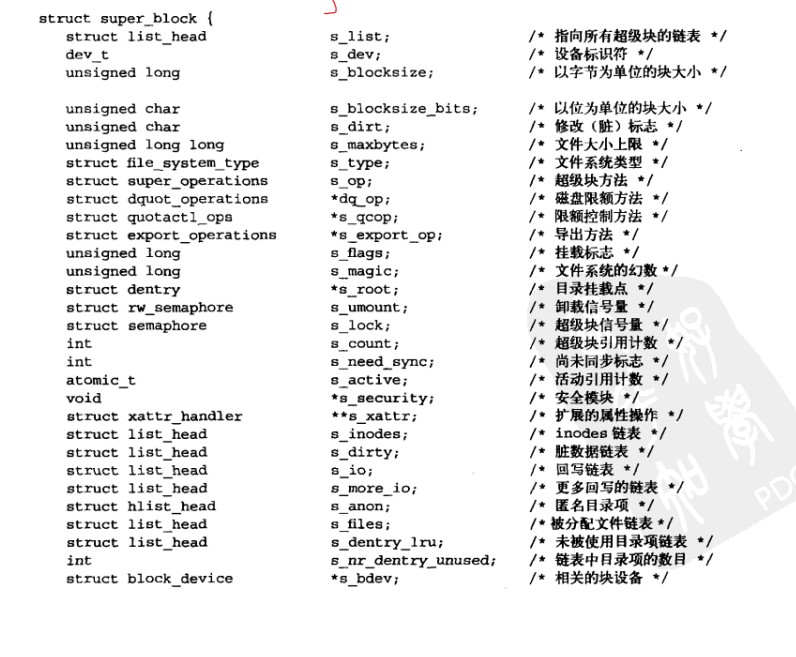 struct super_block {
struct list_head s_list; /* 指向所有超级块的链表 */
dev_t s_dev; /* 设备标识符 */
unsigned long s_blocksize; /* 以字节为单位的块大小 */
unsigned char s_blocksize_bits; /* 以位为单位的块大小 */
unsigned char s_dirt; /* 修改（脏）标志 */
unsigned long long s_maxbytes; /* 文件大小上限 */
struct file_system_type s_type; /* 文件系统类型 */
struct super_operations s_op; /* 超级块方法 */
struct dquot_operations *dq_op; /* 磁盘限额方法 */
struct quotactl_ops *s_qcop; /* 限额控制方法 */
struct export_operations *s_export_op; /* 导出方法 */
unsigned long s_flags; /* 挂载标志 */
unsigned long s_magic; /* 文件系统的幻数 */
struct dentry *s_root; /* 目录挂载点 */
struct rw_semaphore s_umount; /* 卸载信号量 */
struct semaphore s_lock; /* 超级块信号量 */
int s_count; /* 超级块引用计数 */
int s_need_sync; /* 尚未同步标志 */
atomic_t s_active; /* 活动引用计数 */
void *s_security; /* 安全模块 */
struct xattr_handler **s_xattr; /* 扩展的属性操作 */
struct list_head s_inodes; /* inodes 链表 */
struct list_head s_dirty; /* 脏数据链表 */
struct list_head s_io; /* 回写链表 */
struct list_head s_more_io; /* 更多回写的链表 */
struct hlist_head s_anon; /* 匿名目录项 */
struct list_head s_files; /* 被分配文件链表 */
struct list_head s_dentry_lru; /* 未被使用目录项链表 */
int s_nr_dentry_unused; /* 链表中目录项的数目 */
struct block_device *s_bdev; /* 相关的块设备 */